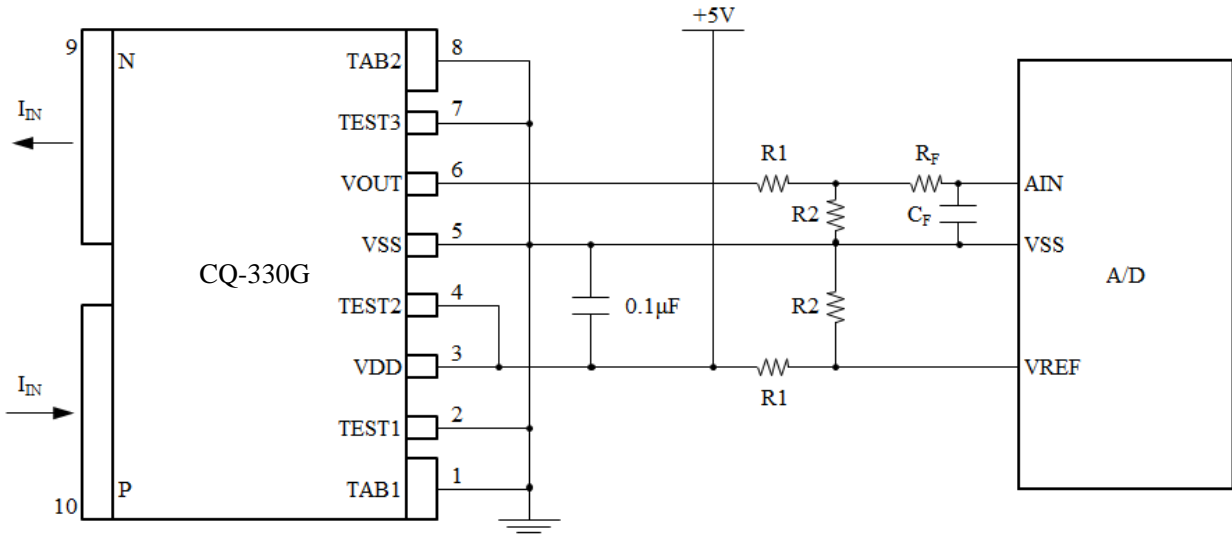 +5V
9
N
TAB2
8
I_IN
TEST3
7
R1
R_F
VOUT
6
AIN
R2
C_F
VSS
5
VSS
CQ-330G
A/D
TEST2
4
0.1μF
R2
VDD
3
VREF
I_IN
R1
TEST1
2
TAB1
1
P
10